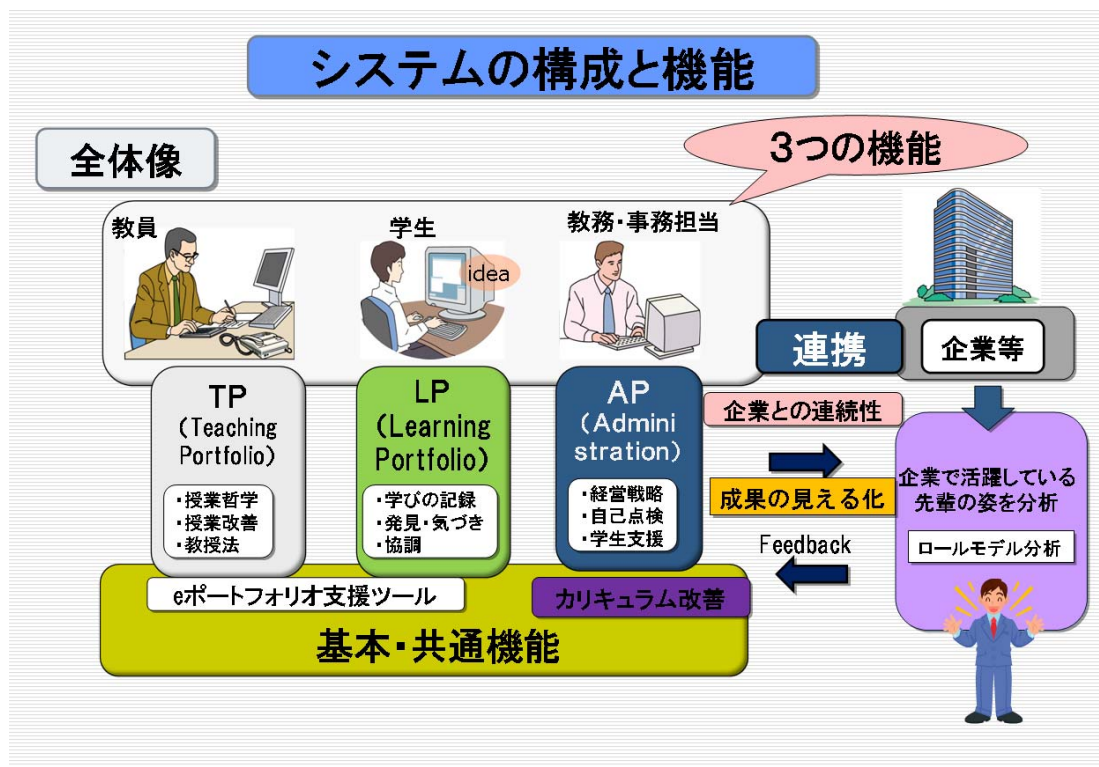 システムの構成と機能
全体像
3つの機能
教員
学生
教務・事務担当
idea
連携
企業等
TP
(Teaching
Portfolio)
・授業哲学
・授業改善
・教授法
LP
(Learning
Portfolio)
・学びの記録
・発見・気づき
・協調
AP
(Admini
stration)
・経営戦略
・自己点検
・学生支援
企業との連続性
成果の見える化
Feedback
企業で活躍している
先輩の姿を分析
ロールモデル分析
eポートフォリオ支援ツール
カリキュラム改善
基本・共通機能